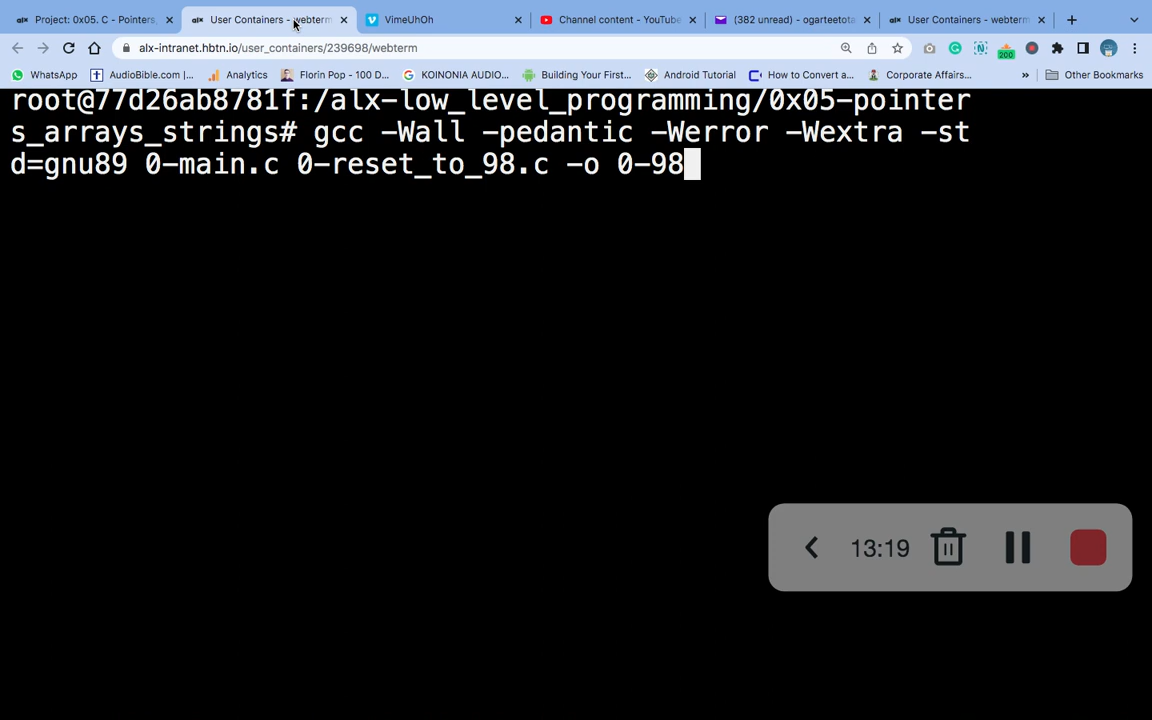 Project: 0x05. C - Pointers,
User Containers - webterm
VimeUhOh
Channel content - YouTube
(382 unread) - ogarteetota
User Containers - webterm
alx-intranet.hbtn.io/user_containers/239698/webterm
WhatsApp
AudioBible.com |...
Analytics
Florin Pop - 100 D...
KOINONIA AUDIO...
Building Your First...
Android Tutorial
How to Convert a...
Corporate Affairs...
»
Other Bookmarks
200
root@77d26ab8781f:/alx-low_level_programming/0x05-pointer
s_arrays_strings# gcc -Wall -pedantic -Werror -Wextra -st
d=gnu89 0-main.c 0-reset_to_98.c -o 0-98
13:19